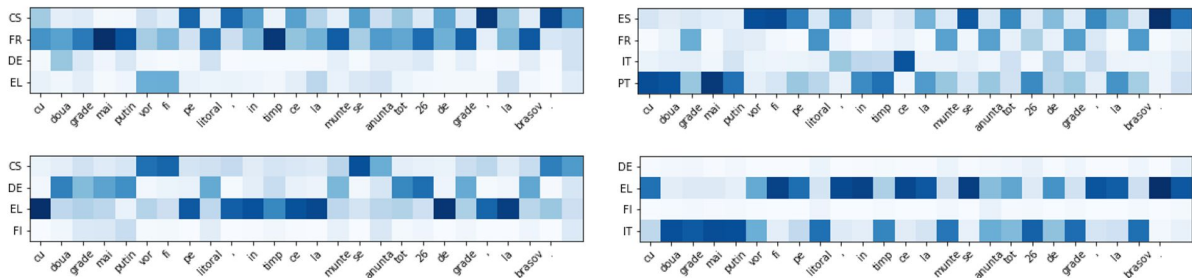 CS
FR
DE
EL
cu doua grade mai putin vor fi pe litoral , in timp ce la munte se anunta tot 26 de grade , la brasov .
ES
FR
IT
PT
cu doua grade mai putin vor fi pe litoral , in timp ce la munte se anunta tot 26 de grade , la brasov .
CS
DE
EL
FI
cu doua grade mai putin vor fi pe litoral , in timp ce la munte se anunta tot 26 de grade , la brasov .
DE
EL
FI
IT
cu doua grade mai putin vor fi pe litoral , in timp ce la munte se anunta tot 26 de grade , la brasov .